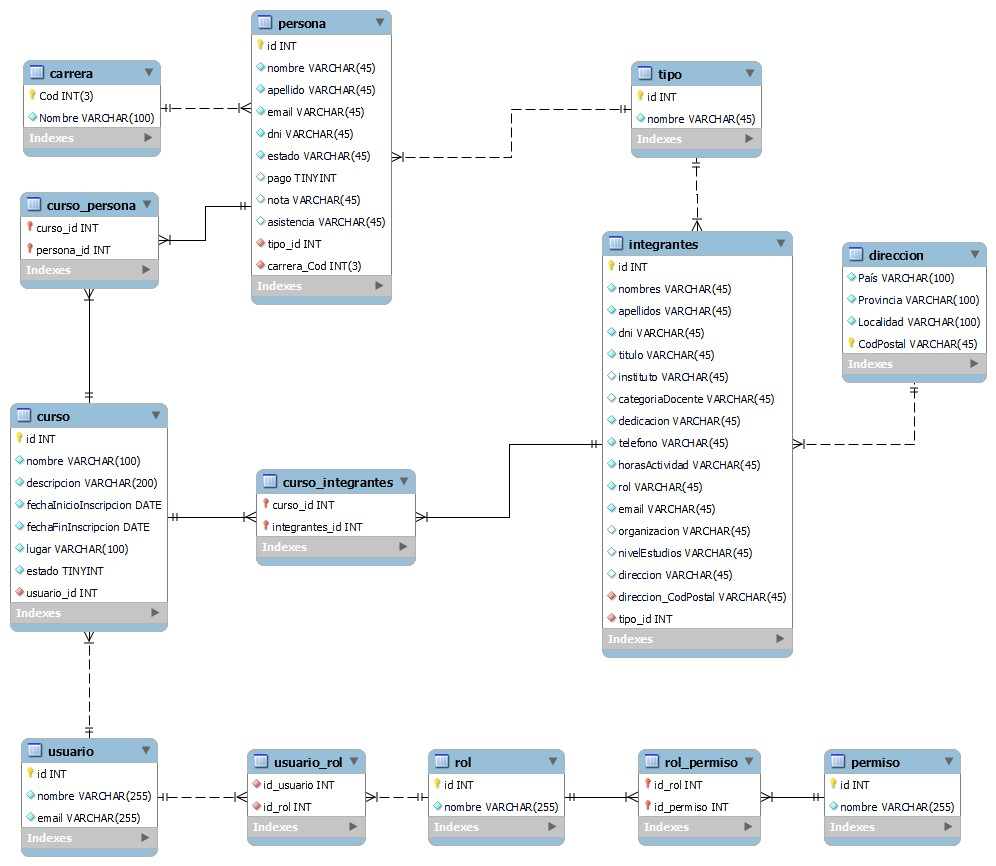 persona
id INT
nombre VARCHAR(45)
apellido VARCHAR(45)
email VARCHAR(45)
dni VARCHAR(45)
estado VARCHAR(45)
pago TINYINT
nota VARCHAR(45)
asistencia VARCHAR(45)
tipo_id INT
carrera_Cod INT(3)
Indexes
carrera
Cod INT(3)
Nombre VARCHAR(100)
Indexes
tipo
id INT
nombre VARCHAR(45)
Indexes
curso_persona
curso_id INT
persona_id INT
Indexes
integrantes
id INT
nombres VARCHAR(45)
apellidos VARCHAR(45)
dni VARCHAR(45)
titulo VARCHAR(45)
instituto VARCHAR(45)
categoriaDocente VARCHAR(45)
dedicacion VARCHAR(45)
telefono VARCHAR(45)
horasActividad VARCHAR(45)
rol VARCHAR(45)
email VARCHAR(45)
organizacion VARCHAR(45)
nivelEstudios VARCHAR(45)
direccion VARCHAR(45)
direccion_CodPostal VARCHAR(45)
tipo_id INT
Indexes
direccion
País VARCHAR(100)
Provincia VARCHAR(100)
Localidad VARCHAR(100)
CodPostal VARCHAR(45)
Indexes
curso
id INT
nombre VARCHAR(100)
descripcion VARCHAR(200)
fechaInicioInscripcion DATE
fechaFinInscripcion DATE
lugar VARCHAR(100)
estado TINYINT
usuario_id INT
Indexes
curso_integrantes
curso_id INT
integrantes_id INT
Indexes
usuario
id INT
nombre VARCHAR(255)
email VARCHAR(255)
Indexes
usuario_rol
id_usuario INT
id_rol INT
Indexes
rol
id INT
nombre VARCHAR(255)
Indexes
rol_permiso
id_rol INT
id_permiso INT
Indexes
permiso
id INT
nombre VARCHAR(255)
Indexes